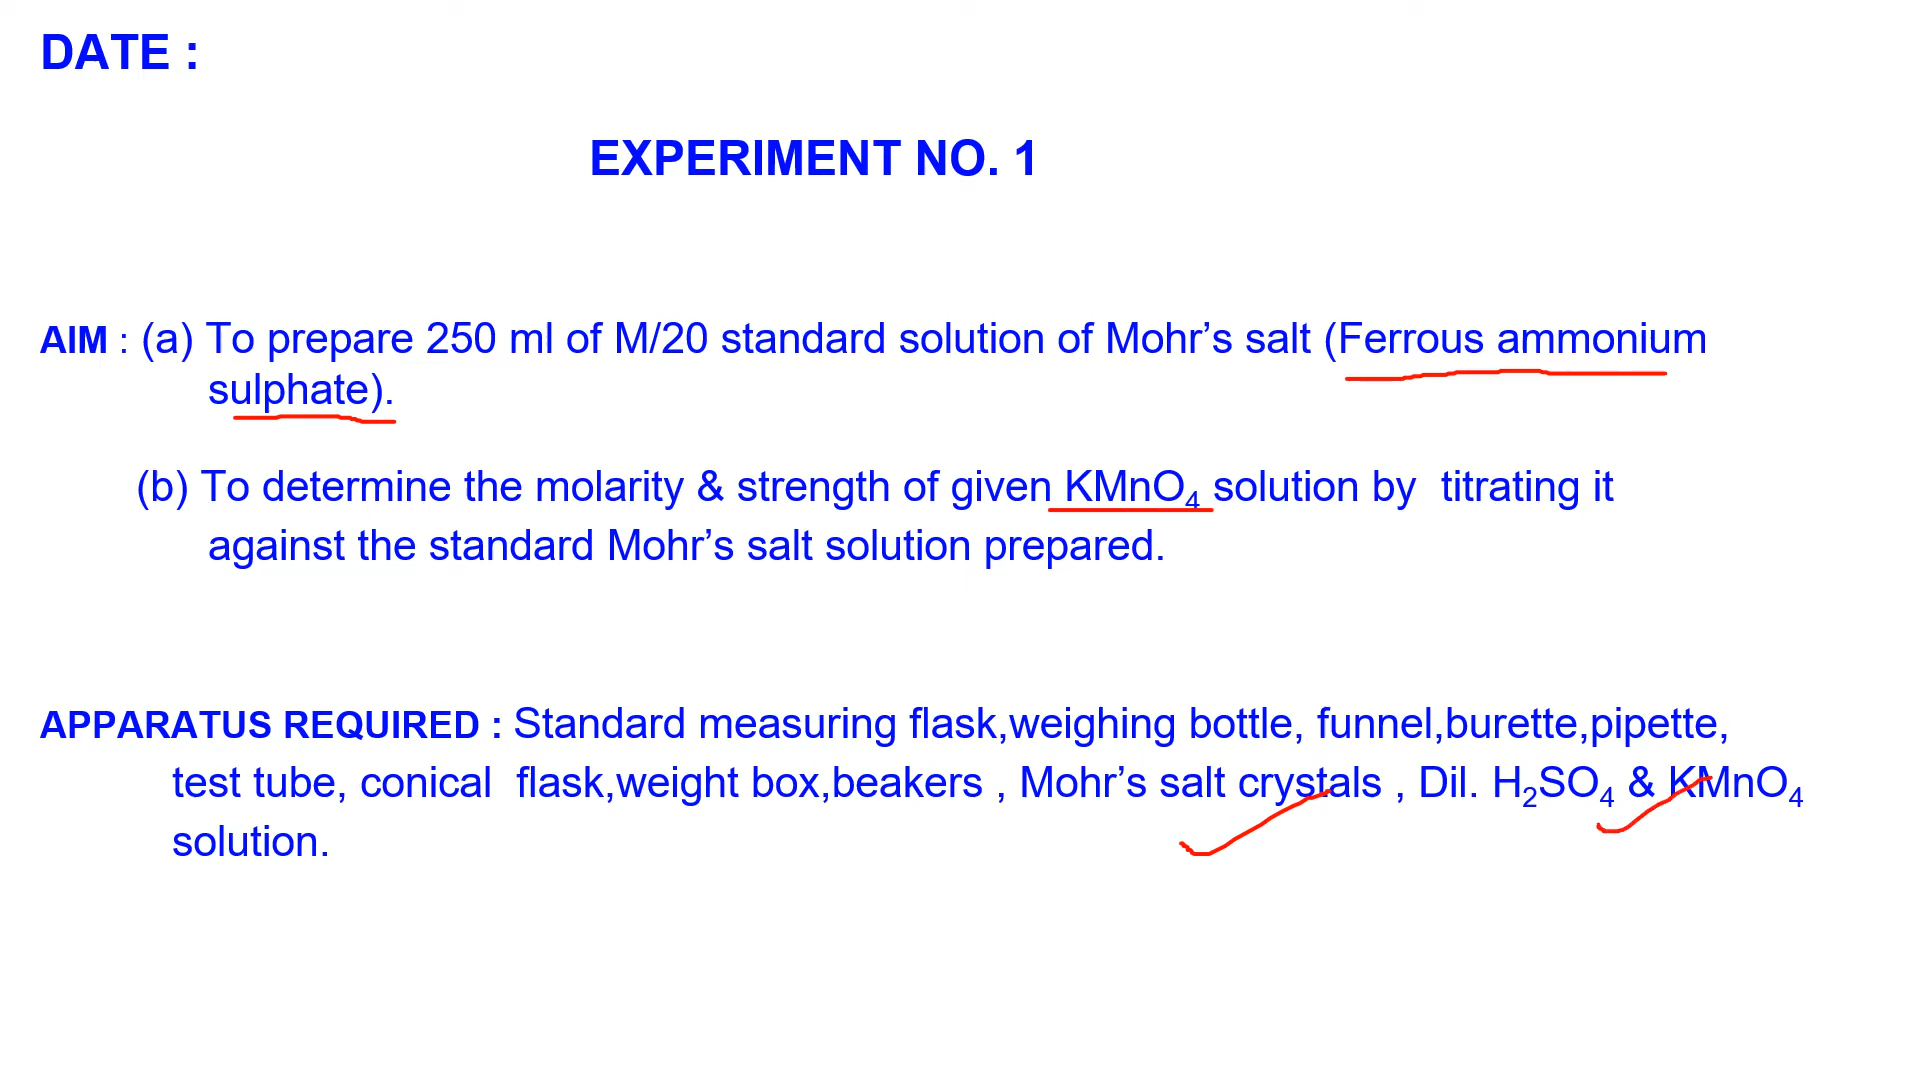 DATE :
EXPERIMENT NO. 1
AIM : (a) To prepare 250 ml of M/20 standard solution of Mohr’s salt (Ferrous ammonium
sulphate).
(b) To determine the molarity & strength of given KMnO₄ solution by titrating it
against the standard Mohr’s salt solution prepared.
APPARATUS REQUIRED : Standard measuring flask,weighing bottle, funnel,burette,pipette,
test tube, conical flask,weight box,beakers , Mohr’s salt crystals , Dil. H₂SO₄ & KMnO₄
solution.